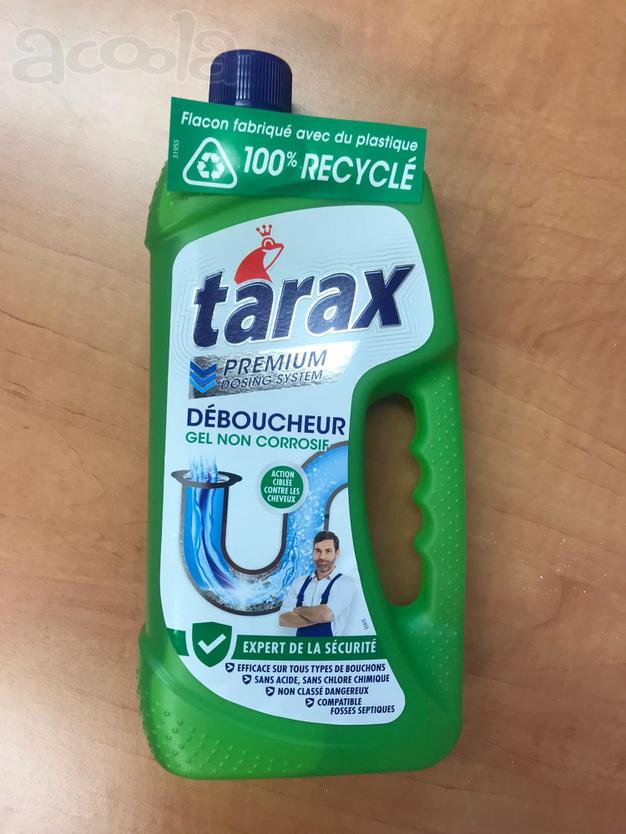 acoola
Flacon fabriqué avec du plastique
100% RECYCLÉ
31955
tarax
PREMIUM
DOSING SYSTEM
DÉBOUCHEUR
GEL NON CORROSIF
ACTION
CIBLÉE
CONTRE LES
CHEVEUX
EXPERT DE LA SÉCURITÉ
EFFICACE SUR TOUS TYPES DE BOUCHONS
SANS ACIDE, SANS CHLORE CHIMIQUE
NON CLASSÉ DANGEREUX
COMPATIBLE
FOSSES SEPTIQUES